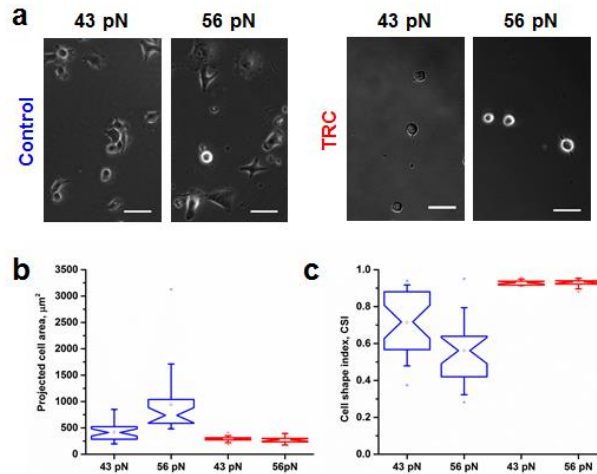 a
43 pN 56 pN 43 pN 56 pN
Control
TRC
b
Projected cell area, μm²
3500
3000
2500
2000
1500
1000
500
0
43 pN 56 pN 43 pN 56pN
c
Cell shape index, CSI
1.0
0.8
0.6
0.4
0.2
0.0
43 pN 56 pN 43 pN 56 pN